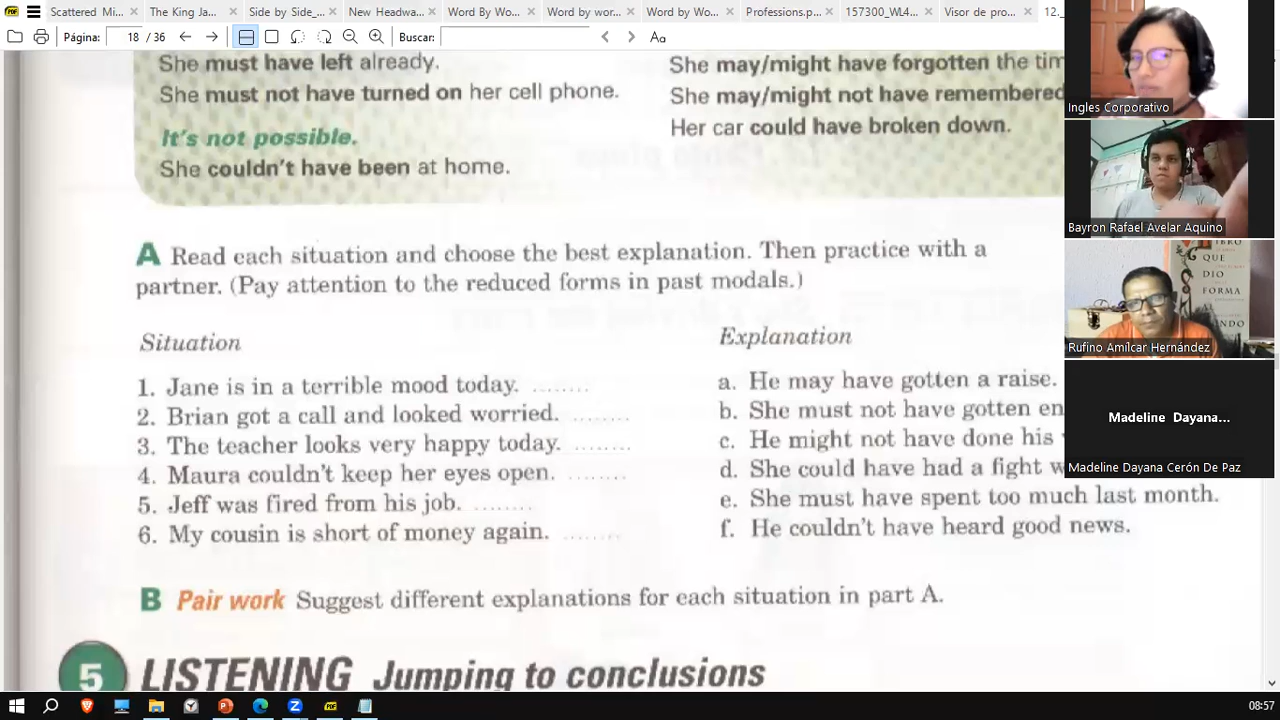 Scattered Mi...
The King Ja...
Side by Side_...
New Headwa...
Word By Wo...
Word by wor...
Word by Wo...
Professions.p...
157300_WL4...
Visor de pro...
12._
Página: 18 / 36
Buscar:
Aa
She must have left already.
She must not have turned on her cell phone.
It's not possible.
She couldn't have been at home.
She may/might have forgotten the tim
She may/might not have remembered
Her car could have broken down.
A Read each situation and choose the best explanation. Then practice with a
partner. (Pay attention to the reduced forms in past modals.)
Situation
1. Jane is in a terrible mood today. ........
2. Brian got a call and looked worried. ........
3. The teacher looks very happy today. ........
4. Maura couldn't keep her eyes open. ........
5. Jeff was fired from his job. ........
6. My cousin is short of money again. ........
Explanation
a. He may have gotten a raise.
b. She must not have gotten en
c. He might not have done his
d. She could have had a fight w
e. She must have spent too much last month.
f. He couldn't have heard good news.
B Pair work Suggest different explanations for each situation in part A.
5 LISTENING Jumping to conclusions
Ingles Corporativo
Bayron Rafael Avelar Aquino
QUE
DIO
FORMA
AL
Rufino Amílcar Hernández
Madeline Dayana...
Madeline Dayana Cerón De Paz
08:57